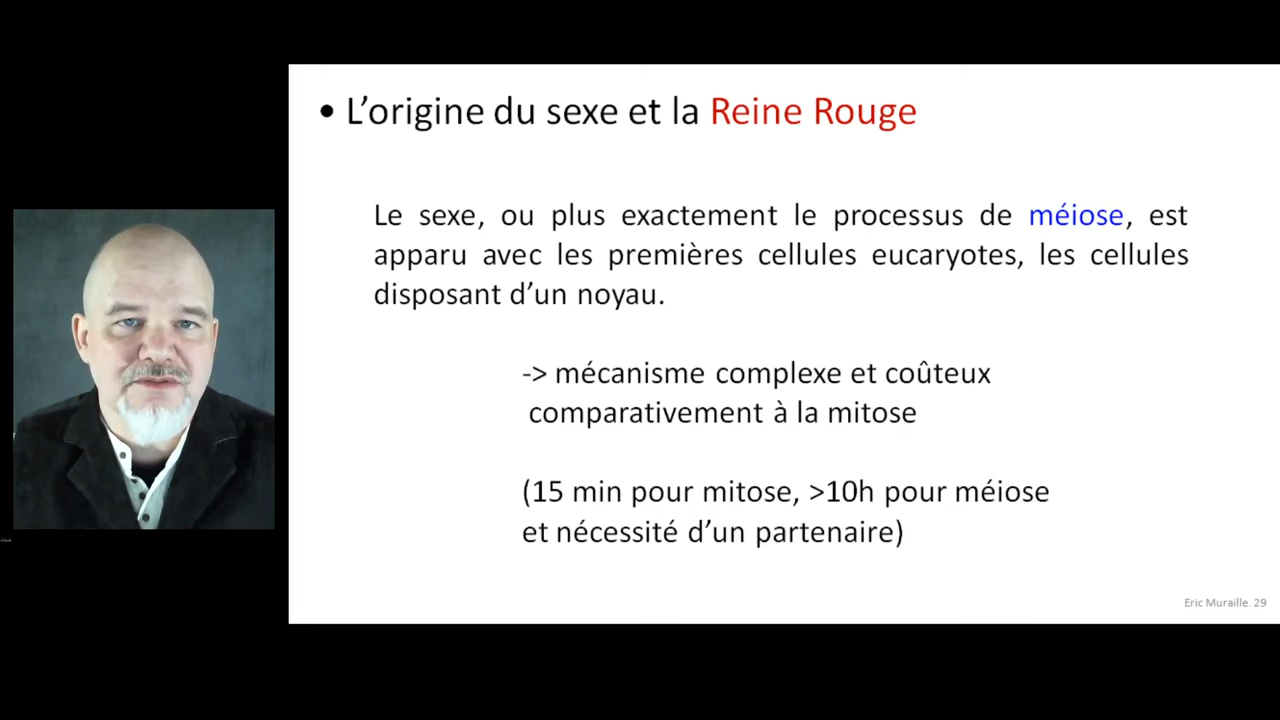 • L’origine du sexe et la Reine Rouge
Le sexe, ou plus exactement le processus de méiose, est
apparu avec les premières cellules eucaryotes, les cellules
disposant d’un noyau.
-> mécanisme complexe et coûteux
comparativement à la mitose
(15 min pour mitose, >10h pour méiose
et nécessité d’un partenaire)
Eric Muraille. 29